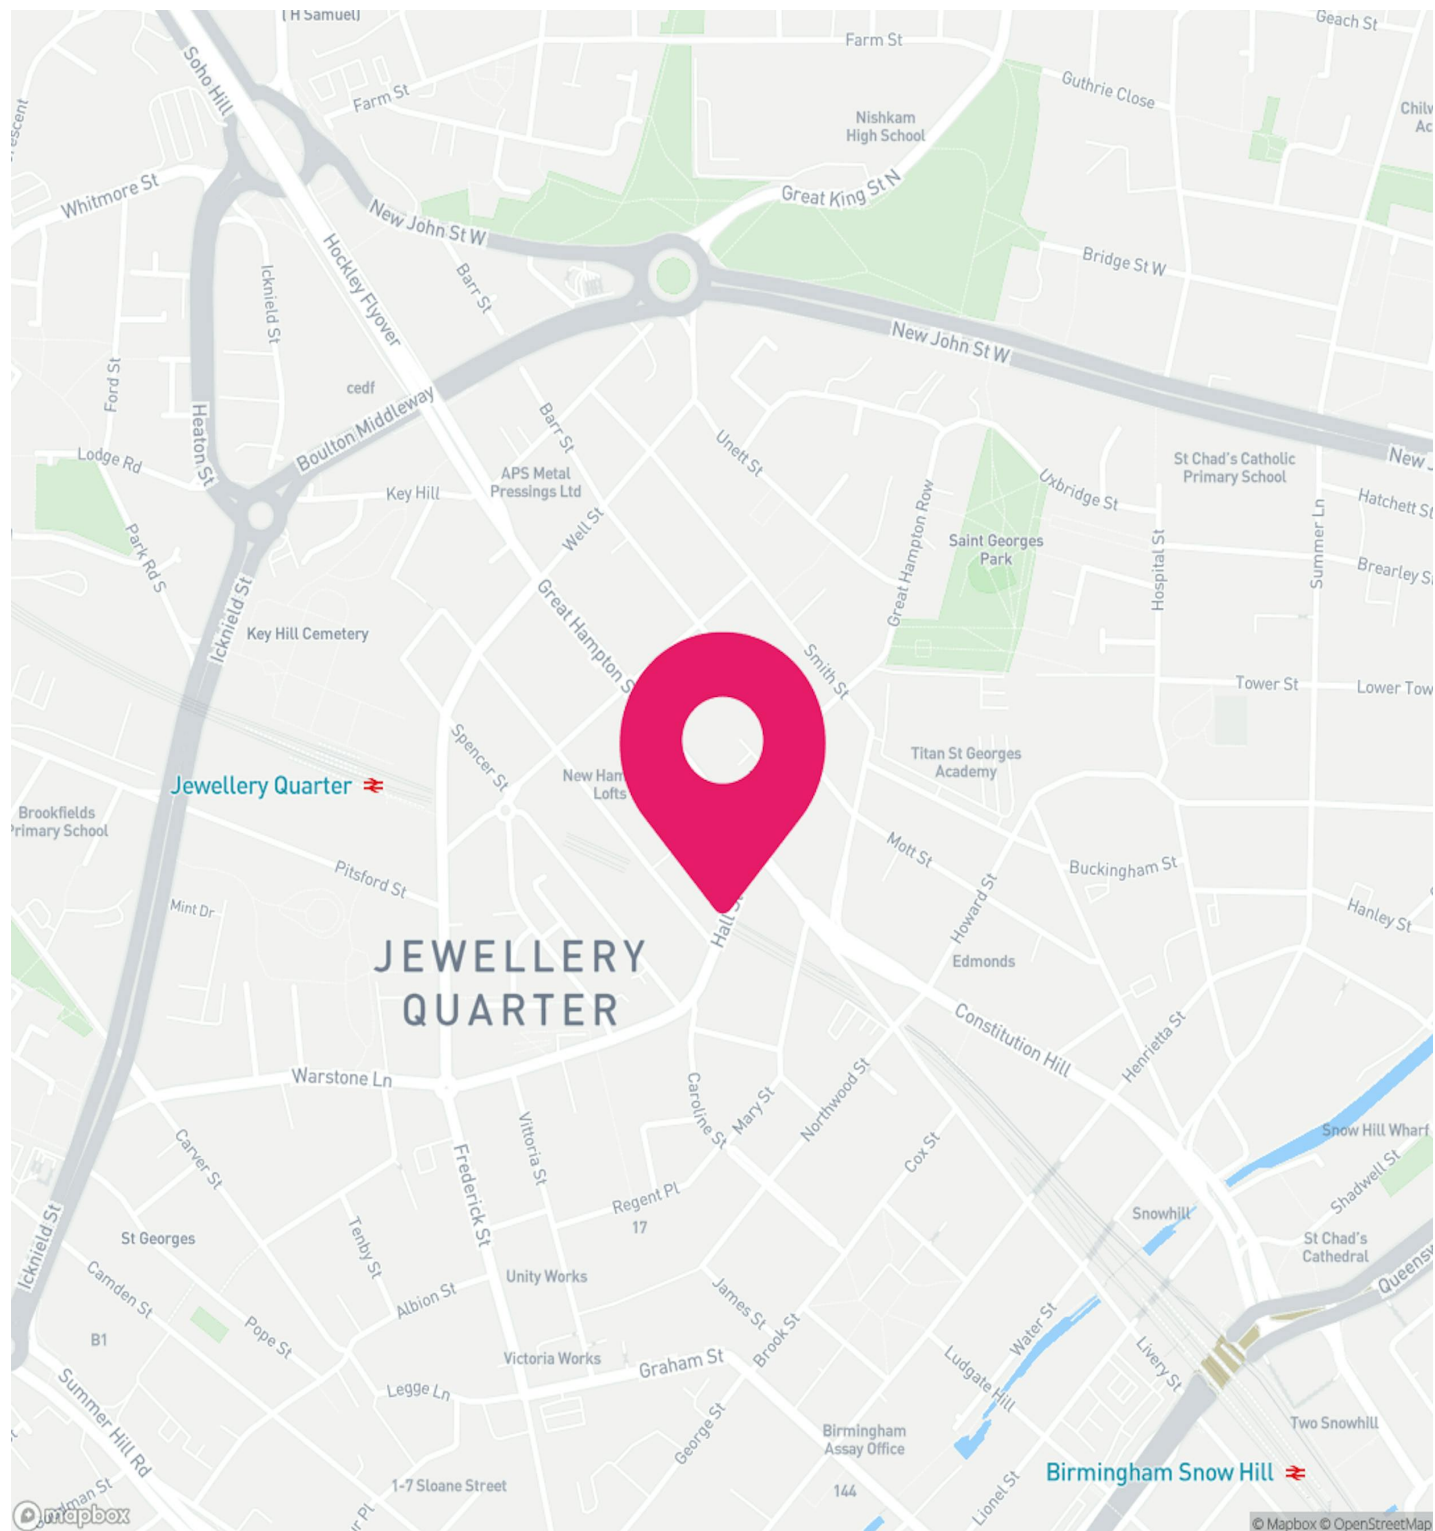 ( H Samuel)
Geach St
Farm St
Soho Hill
Guthrie Close
Farm St
Nishkam
High School
Whitmore St
Great King St N
New John St W
Hockley Flyover
Bridge St W
Barr St
Icknield St
New John St W
Ford St
cedf
Boulton Middleway
Barr St
Heaton St
Unett St
Lodge Rd
St Chad's Catholic
Primary School
APS Metal
Pressings Ltd
Key Hill
Uxbridge St
Hatchett St
Well St
Great Hampton Row
Summer Ln
Park Rd S
Saint Georges
Park
Hospital St
Brearley St
Icknield St
Key Hill Cemetery
Great Hampton S
Smith St
Tower St
Lower Tow
Spencer St
Titan St Georges
Academy
Jewellery Quarter
New Ham
Lofts
Brookfields
Primary School
Mott St
Buckingham St
Pitsford St
Mint Dr
Howard St
Hanley St
Hall St
JEWELLERY
QUARTER
Edmonds
Constitution Hill
Henrietta St
Warstone Ln
Caroline St
Mary St
Northwood St
Vittoria St
Cox St
Snow Hill Wharf
Carver St
Frederick St
Shadwell St
Regent Pl
17
Snowhill
St Georges
Tenby St
St Chad's
Cathedral
Icknield St
Unity Works
Queensw
Camden St
Albion St
James St
Water St
B1
Pope St
Brook St
Livery St
Victoria Works
Graham St
Ludgate Hill
Legge Ln
Summer Hill Rd
George St
Birmingham
Assay Office
Two Snowhill
Birmingham Snow Hill
1-7 Sloane Street
144
Lionel St
mapbox
© Mapbox © OpenStreetMap